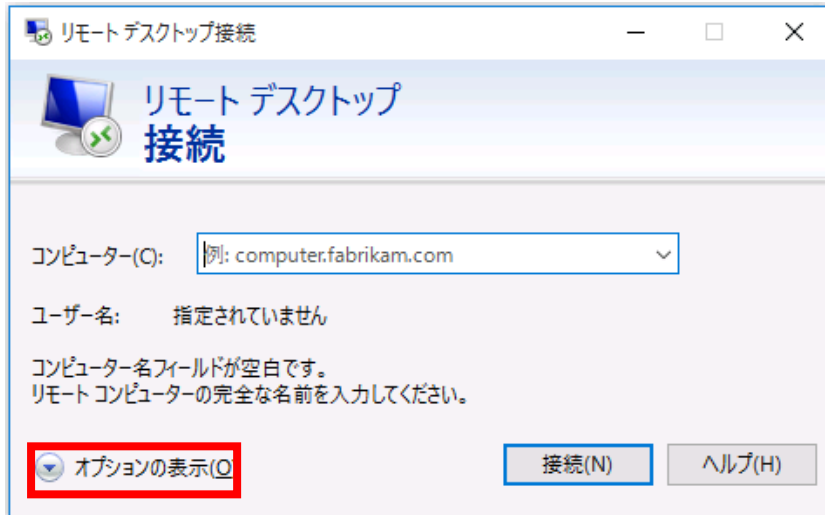 リモート デスクトップ接続
リモート デスクトップ
接続
コンピューター(C): 例: computer.fabrikam.com
ユーザー名: 指定されていません
コンピューター名フィールドが空白です。
リモート コンピューターの完全な名前を入力してください。
オプションの表示(O) 接続(N) ヘルプ(H)